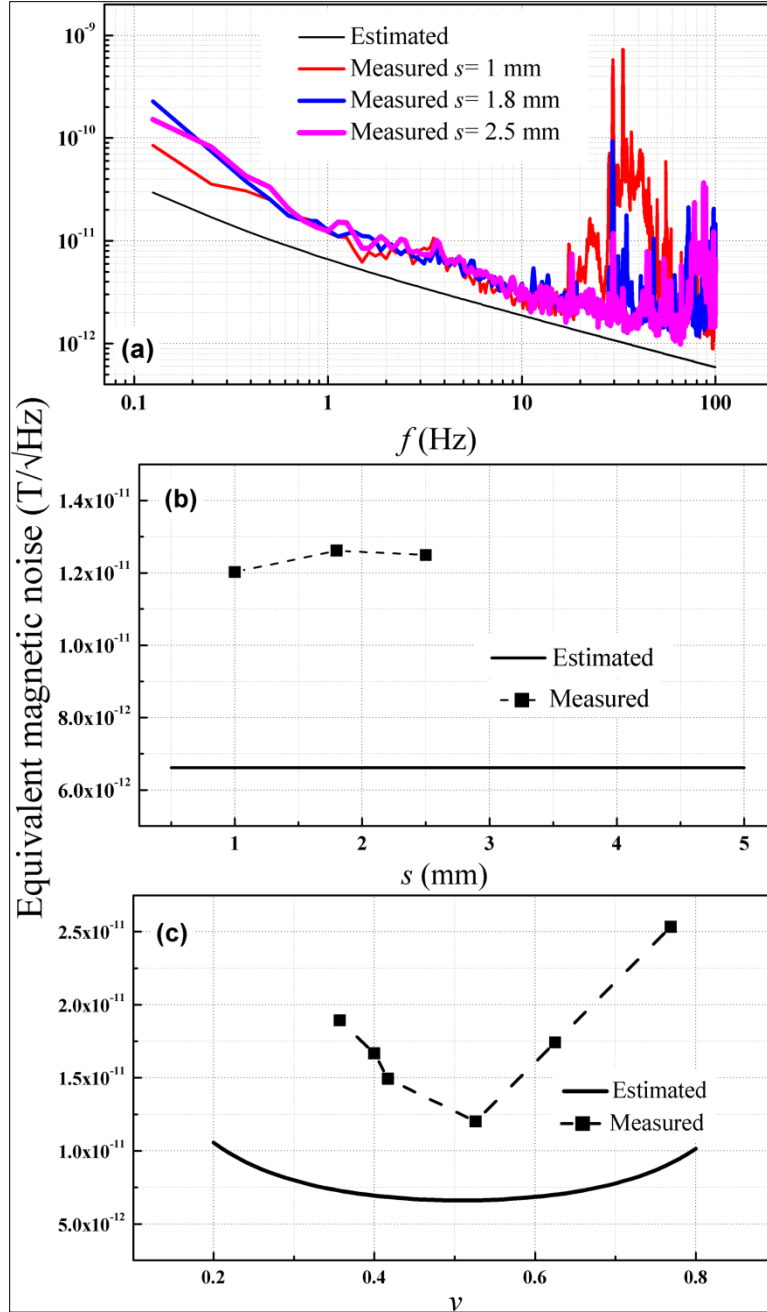 Equivalent magnetic noise (T/√Hz)
10⁻⁹
10⁻¹⁰
10⁻¹¹
10⁻¹²
Estimated
Measured s= 1 mm
Measured s= 1.8 mm
Measured s= 2.5 mm
(a)
0.1 1 10 100
f (Hz)
(b)
1.4x10⁻¹¹
1.2x10⁻¹¹
1.0x10⁻¹¹
8.0x10⁻¹²
6.0x10⁻¹²
Estimated
Measured
1 2 3 4 5
s (mm)
(c)
2.5x10⁻¹¹
2.0x10⁻¹¹
1.5x10⁻¹¹
1.0x10⁻¹¹
5.0x10⁻¹²
Estimated
Measured
0.2 0.4 0.6 0.8
v